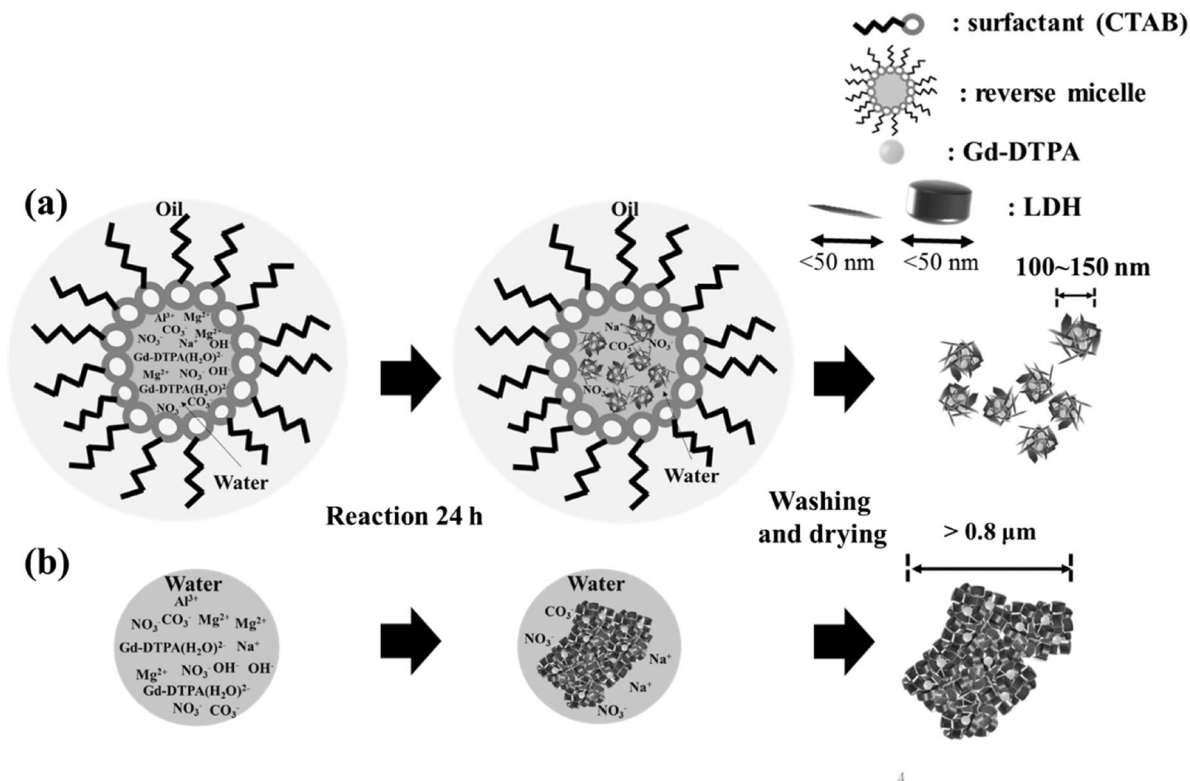 : surfactant (CTAB)
: reverse micelle
: Gd-DTPA
: LDH
<50 nm <50 nm
100~150 nm
(a)
Oil
Al³⁺ Mg²⁺
CO₃⁻ Mg²⁺
NO₃⁻ Na⁺ OH
Gd-DTPA(H₂O)²⁻
Mg²⁺ NO₃⁻ OH⁻
Gd-DTPA(H₂O)²⁻
NO₃⁻ CO₃⁻
Water
Oil
Na⁺
CO₃⁻ NO₃⁻
NO₃⁻
Water
Reaction 24 h
Washing
and drying
> 0.8 μm
(b)
Water
Al³⁺
NO₃⁻ CO₃⁻ Mg²⁺ Mg²⁺
Gd-DTPA(H₂O)²⁻ Na⁺
Mg²⁺ NO₃⁻ OH⁻ OH⁻
Gd-DTPA(H₂O)²⁻
NO₃⁻ CO₃⁻
Water
CO₃⁻
NO₃⁻
Na⁺
Na⁺
NO₃⁻
4